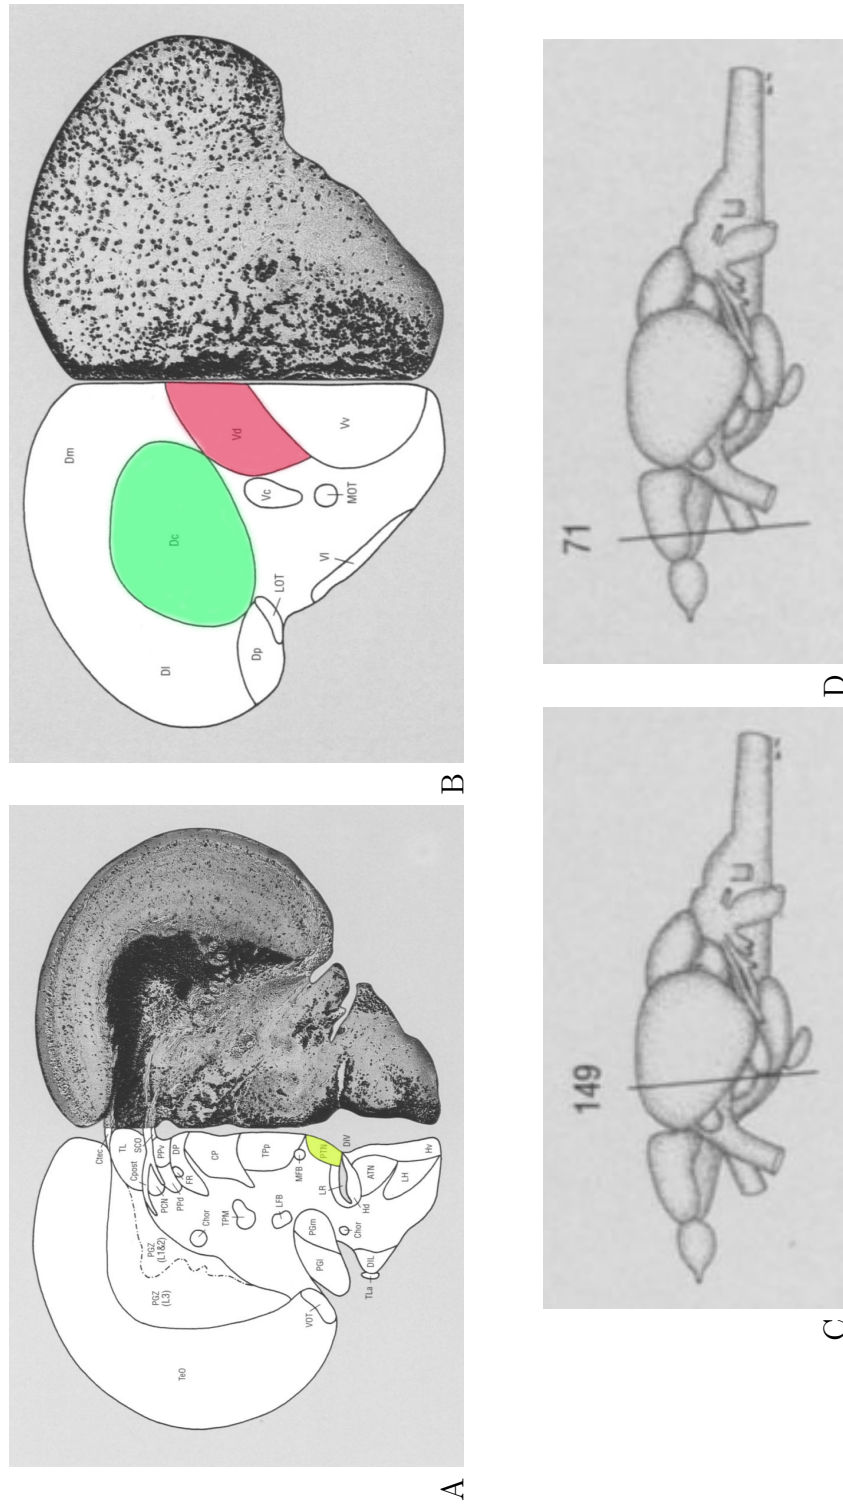 Ctec
TL
SCO
Cpost
PPv
DP
PCN
PPd
FR
CP
TPp
MFB
PTN
DIV
Hv
PGZ
(L1&2)
Chor
TPM
LFB
LR
ATN
LH
Hd
PGm
Chor
PGZ
(L3)
PGl
DIL
TLa
VOT
TeO
A
Dm
Vd
Vv
Dc
Vc
MOT
Vl
LOT
Dl
Dp
B
149
C
71
D